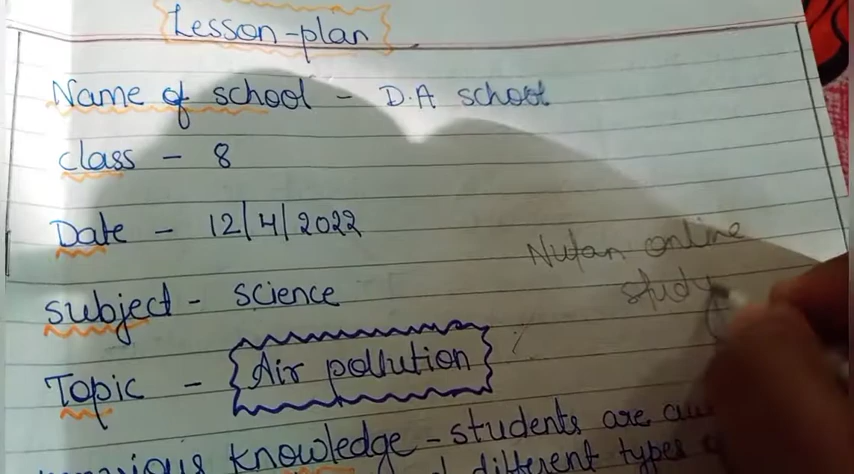 Lesson-plan
Name of school - D.A school
class - 8
Date - 12/4/2022
Nutan online
study
subject - science
Topic - Air pollution
knowledge - students are
different types